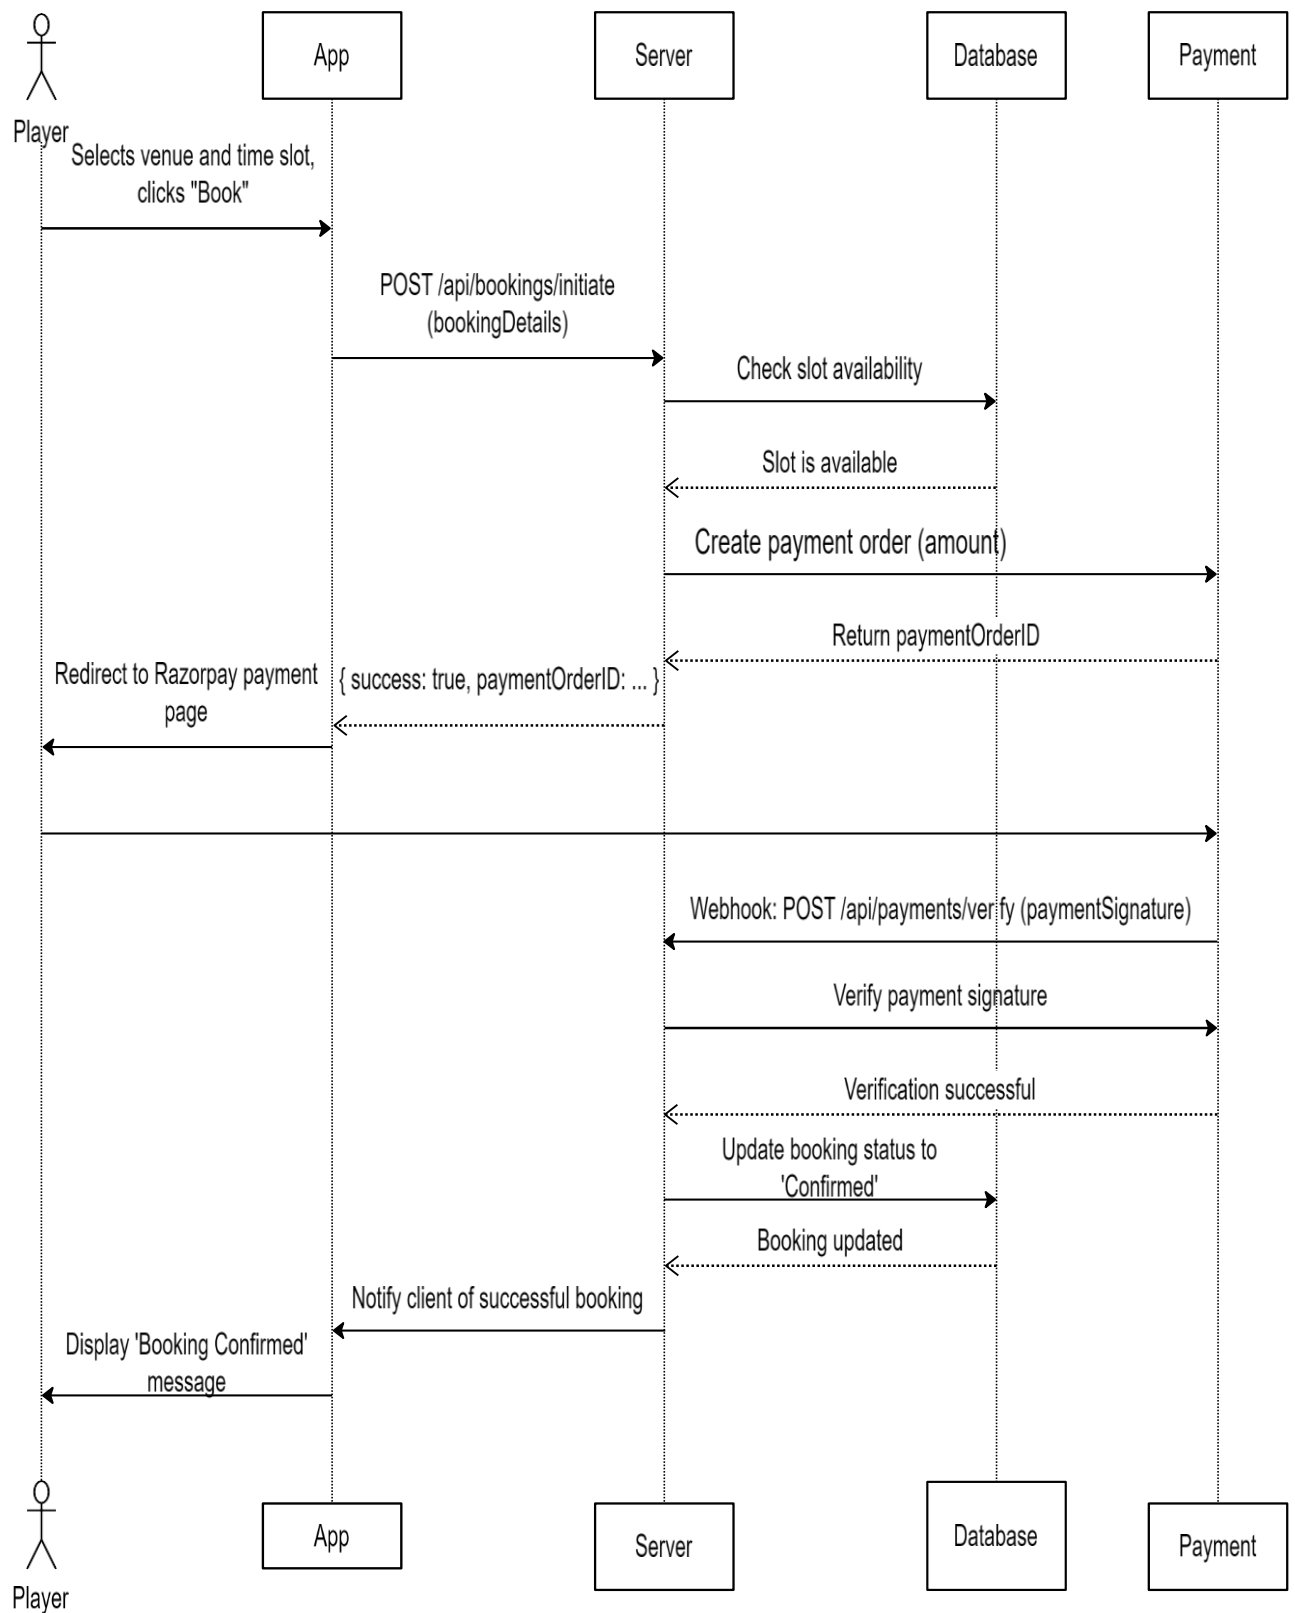 App
Server
Database
Payment
Player
Selects venue and time slot,
clicks "Book"
POST /api/bookings/initiate
(bookingDetails)
Check slot availability
Slot is available
Create payment order (amount)
Return paymentOrderID
Redirect to Razorpay payment
page
{ success: true, paymentOrderID: ... }
Webhook: POST /api/payments/ver fy (paymentSignature)
Verify payment signature
Verification successful
Update booking status to
'Confirmed'
Booking updated
Notify client of successful booking
Display 'Booking Confirmed'
message
App
Server
Database
Payment
Player